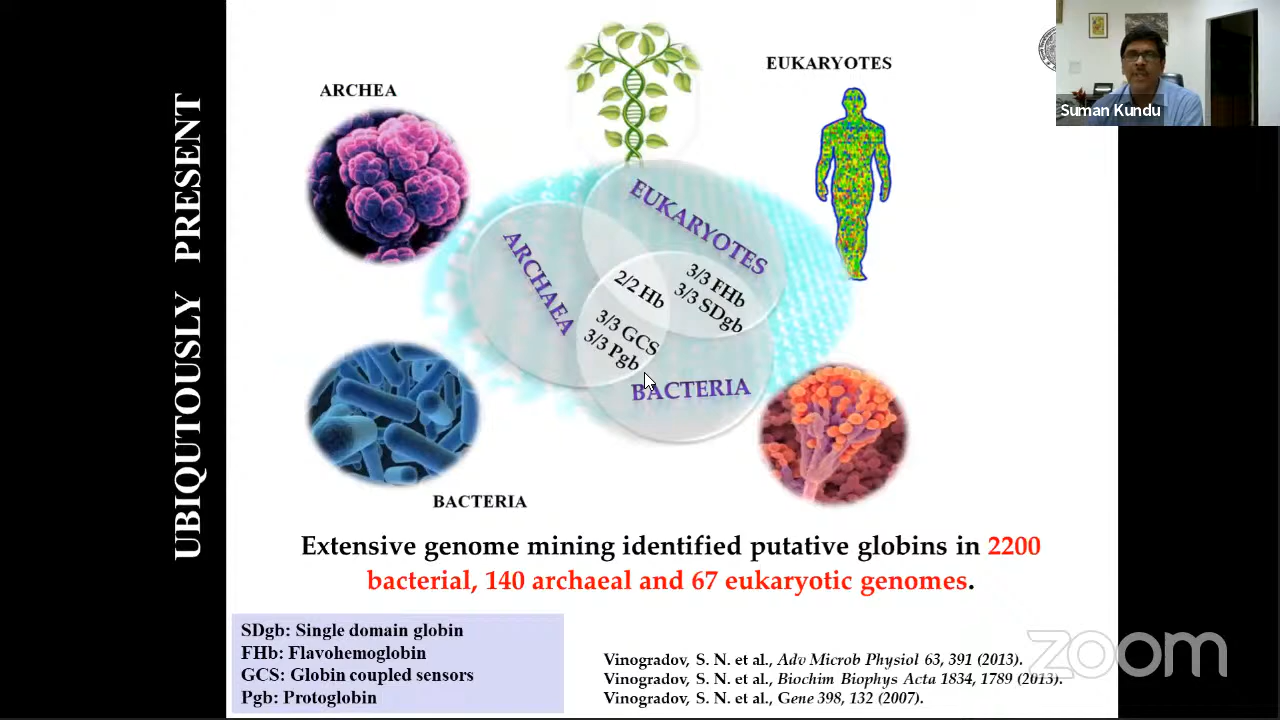 UBIQUTOUSLY PRESENT
ARCHEA
EUKARYOTES
Suman Kundu
EUKARYOTES
ARCHAEA
2/2 Hb
3/3 FHb
3/3 SDgb
3/3 GCS
3/3 Pgb
BACTERIA
BACTERIA
Extensive genome mining identified putative globins in 2200
bacterial, 140 archaeal and 67 eukaryotic genomes.
SDgb: Single domain globin
FHb: Flavohemoglobin
GCS: Globin coupled sensors
Pgb: Protoglobin
Vinogradov, S. N. et al., Adv Microb Physiol 63, 391 (2013).
Vinogradov, S. N. et al., Biochim Biophys Acta 1834, 1789 (2013).
Vinogradov, S. N. et al., Gene 398, 132 (2007).
zoom